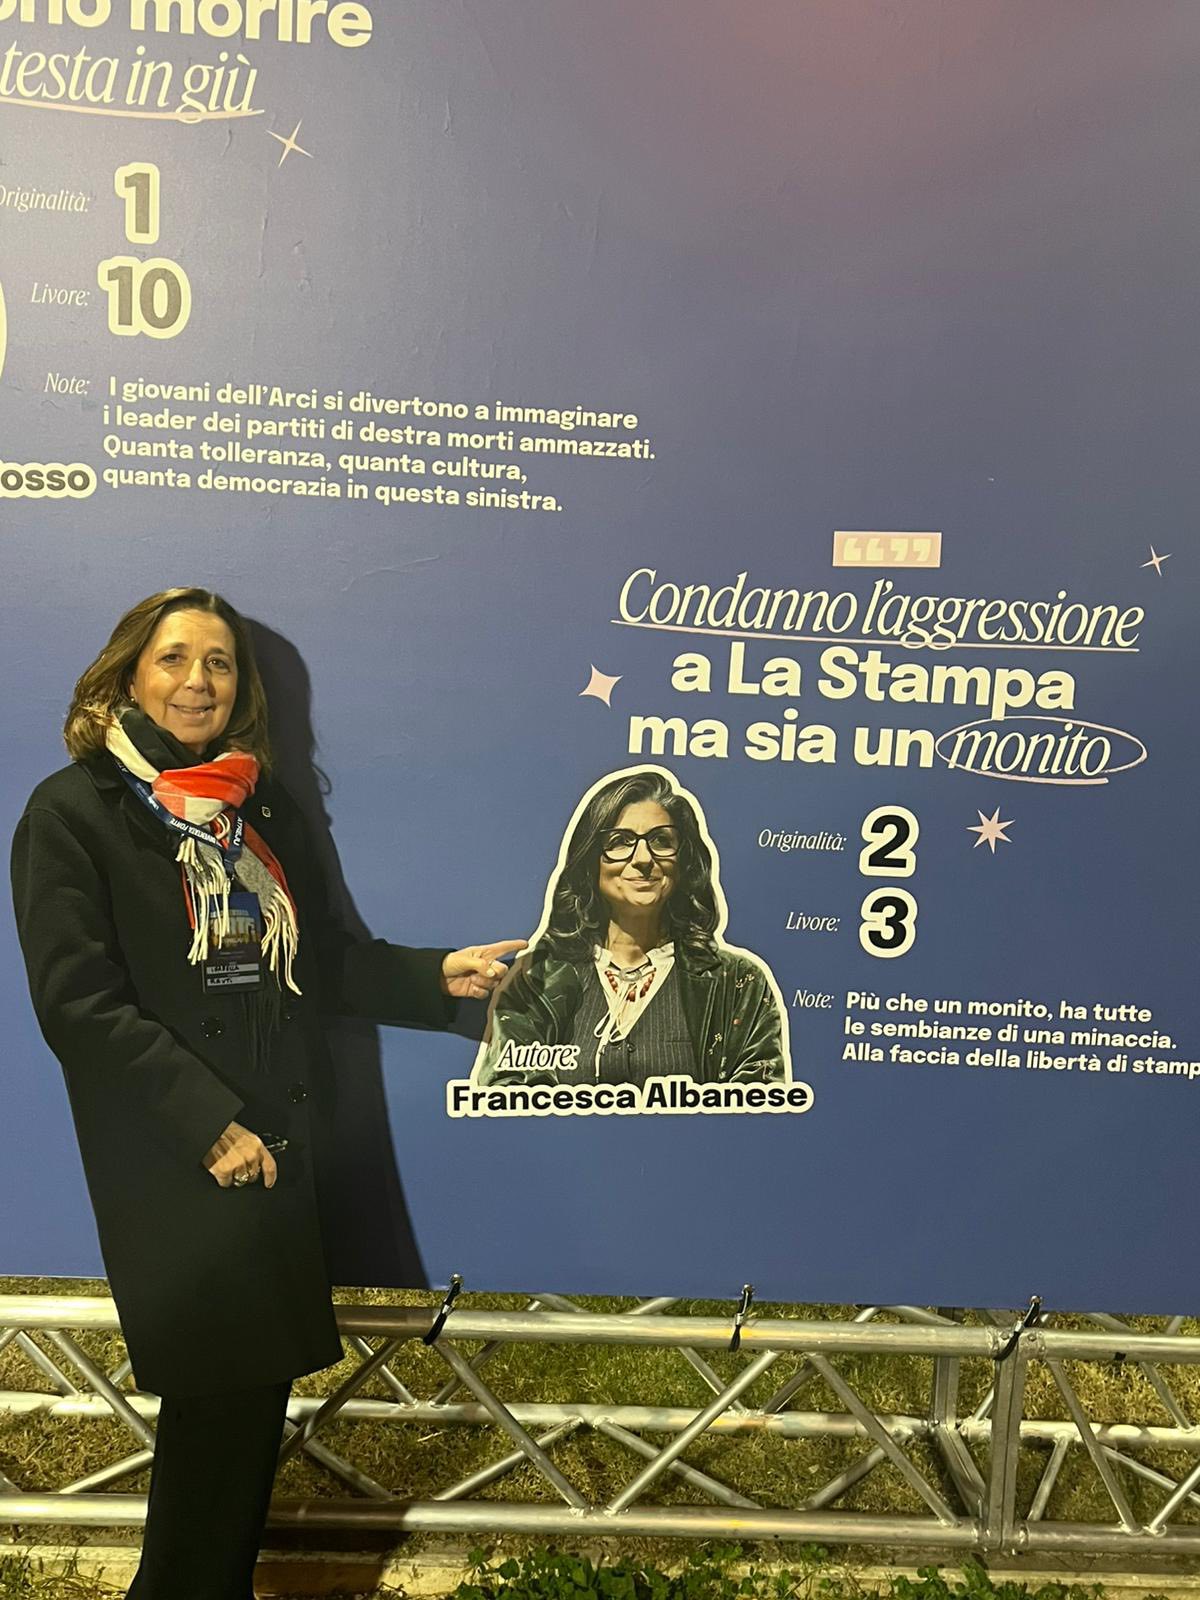 ono morire
testa in giù
Originalità: 1
Livore: 10
Note: I giovani dell'Arci si divertono a immaginare
i leader dei partiti di destra morti ammazzati.
Quanta tolleranza, quanta cultura,
quanta democrazia in questa sinistra.
osso
““””
Condanno l'aggressione
a La Stampa
ma sia un monito
Originalità: 2
Livore: 3
Note: Più che un monito, ha tutte
le sembianze di una minaccia.
Alla faccia della libertà di stamp
Autore:
Francesca Albanese